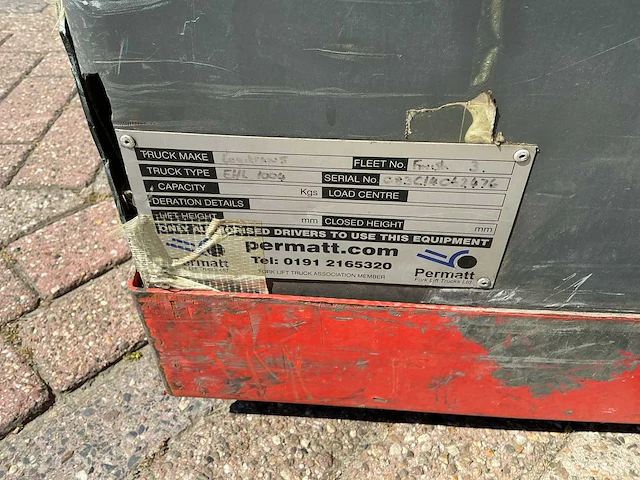 TRUCK MAKE FLEET No. 3.
TRUCK TYPE EHL 1004 SERIAL No.
CAPACITY Kgs LOAD CENTRE
DERATION DETAILS
LIFT HEIGHT mm CLOSED HEIGHT mm
ONLY AUTHORISED DRIVERS TO USE THIS EQUIPMENT
permatt.com
Tel: 0191 2165320
FORK LIFT TRUCK ASSOCIATION MEMBER
Permatt
Permatt
Fork Lift Trucks Ltd.